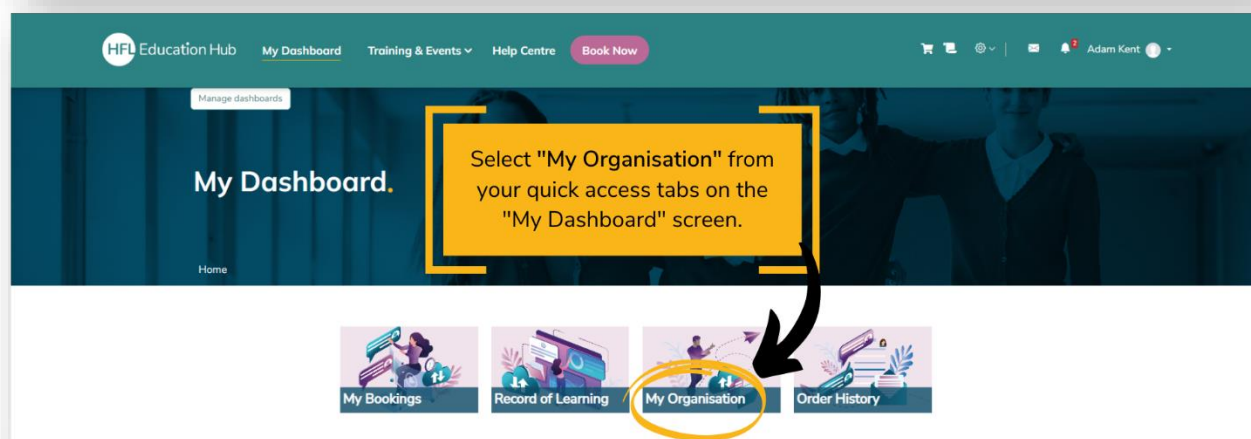 HFL Education Hub My Dashboard Training & Events Help Centre Book Now 2 Adam Kent
Manage dashboards
My Dashboard.
Select "My Organisation" from
your quick access tabs on the
"My Dashboard" screen.
Home
My Bookings Record of Learning My Organisation Order History